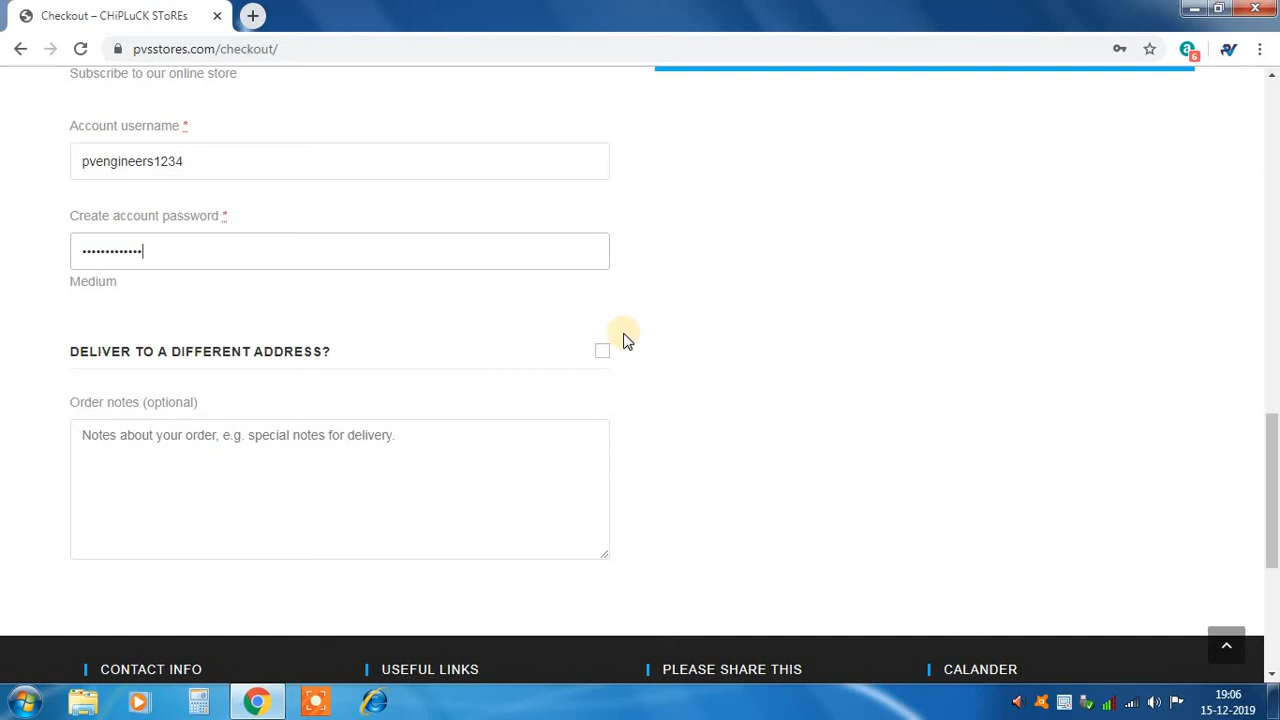 Checkout – CHiPLuCK SToREs
pvsstores.com/checkout/
6
Subscribe to our online store
Account username *
pvengineers1234
Create account password *
•••••••••••••
Medium
DELIVER TO A DIFFERENT ADDRESS?
Order notes (optional)
Notes about your order, e.g. special notes for delivery.
CONTACT INFO
USEFUL LINKS
PLEASE SHARE THIS
CALANDER
19:06
15-12-2019